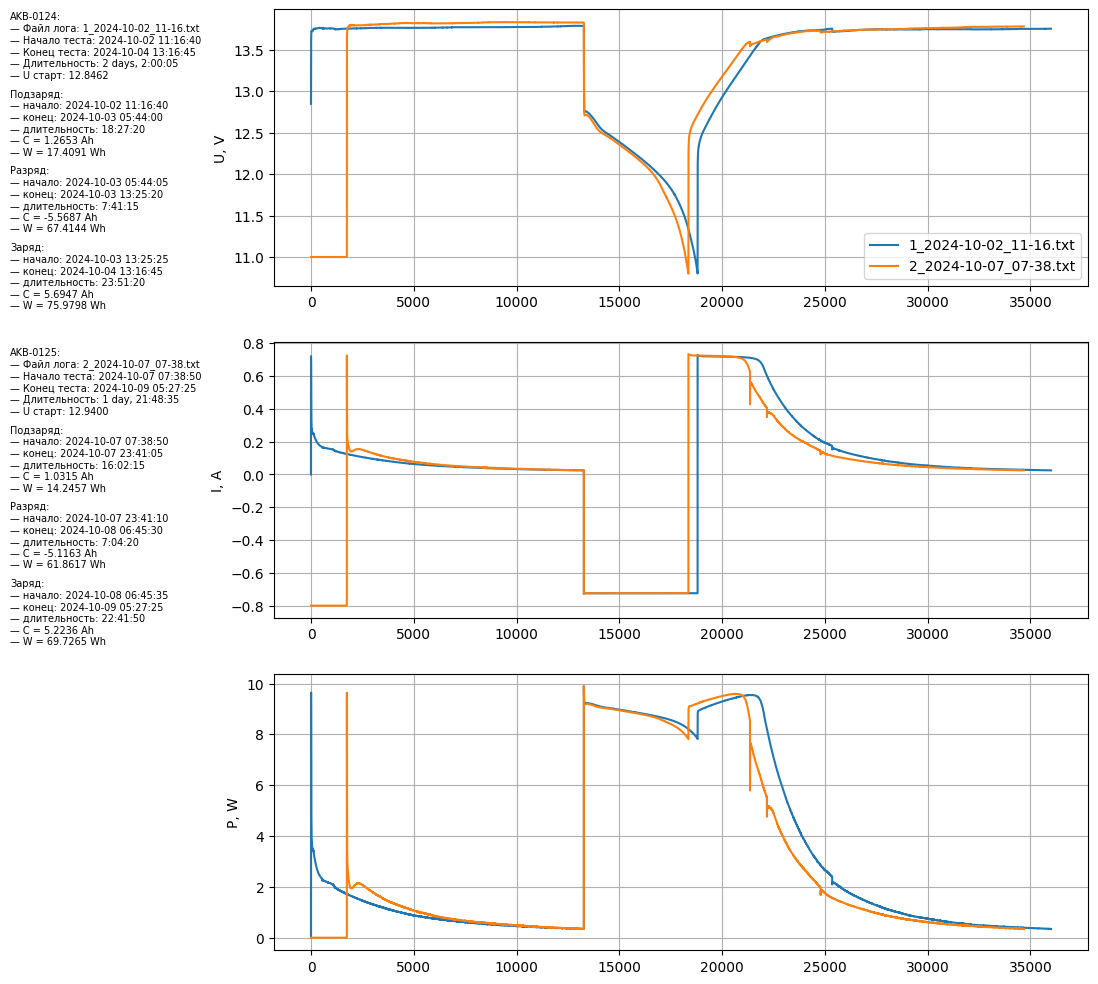 AKB-0124:
— Файл лога: 1_2024-10-02_11-16.txt
— Начало теста: 2024-10-02 11:16:40
— Конец теста: 2024-10-04 13:16:45
— Длительность: 2 days, 2:00:05
— U старт: 12.8462
Подзаряд:
— начало: 2024-10-02 11:16:40
— конец: 2024-10-03 05:44:00
— длительность: 18:27:20
— C = 1.2653 Ah
— W = 17.4091 Wh
Разряд:
— начало: 2024-10-03 05:44:05
— конец: 2024-10-03 13:25:20
— длительность: 7:41:15
— C = -5.5687 Ah
— W = 67.4144 Wh
Заряд:
— начало: 2024-10-03 13:25:25
— конец: 2024-10-04 13:16:45
— длительность: 23:51:20
— C = 5.6947 Ah
— W = 75.9798 Wh
U, V
13.5
13.0
12.5
12.0
11.5
11.0
1_2024-10-02_11-16.txt
2_2024-10-07_07-38.txt
0 5000 10000 15000 20000 25000 30000 35000
AKB-0125:
— Файл лога: 2_2024-10-07_07-38.txt
— Начало теста: 2024-10-07 07:38:50
— Конец теста: 2024-10-09 05:27:25
— Длительность: 1 day, 21:48:35
— U старт: 12.9400
Подзаряд:
— начало: 2024-10-07 07:38:50
— конец: 2024-10-07 23:41:05
— длительность: 16:02:15
— C = 1.0315 Ah
— W = 14.2457 Wh
Разряд:
— начало: 2024-10-07 23:41:10
— конец: 2024-10-08 06:45:30
— длительность: 7:04:20
— C = -5.1163 Ah
— W = 61.8617 Wh
Заряд:
— начало: 2024-10-08 06:45:35
— конец: 2024-10-09 05:27:25
— длительность: 22:41:50
— C = 5.2236 Ah
— W = 69.7265 Wh
I, A
0.8
0.6
0.4
0.2
0.0
−0.2
−0.4
−0.6
−0.8
0 5000 10000 15000 20000 25000 30000 35000
P, W
10
8
6
4
2
0
0 5000 10000 15000 20000 25000 30000 35000